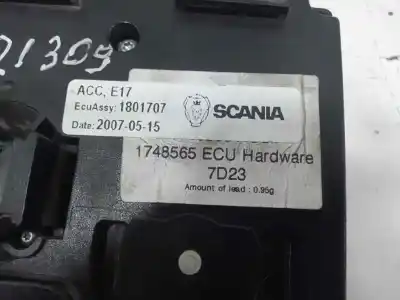 21309
ACC, E17
EcuAssy: 1801707
Date: 2007-05-15
SCANIA
1748565 ECU Hardware
7D23
Amount of lead : 0.95g